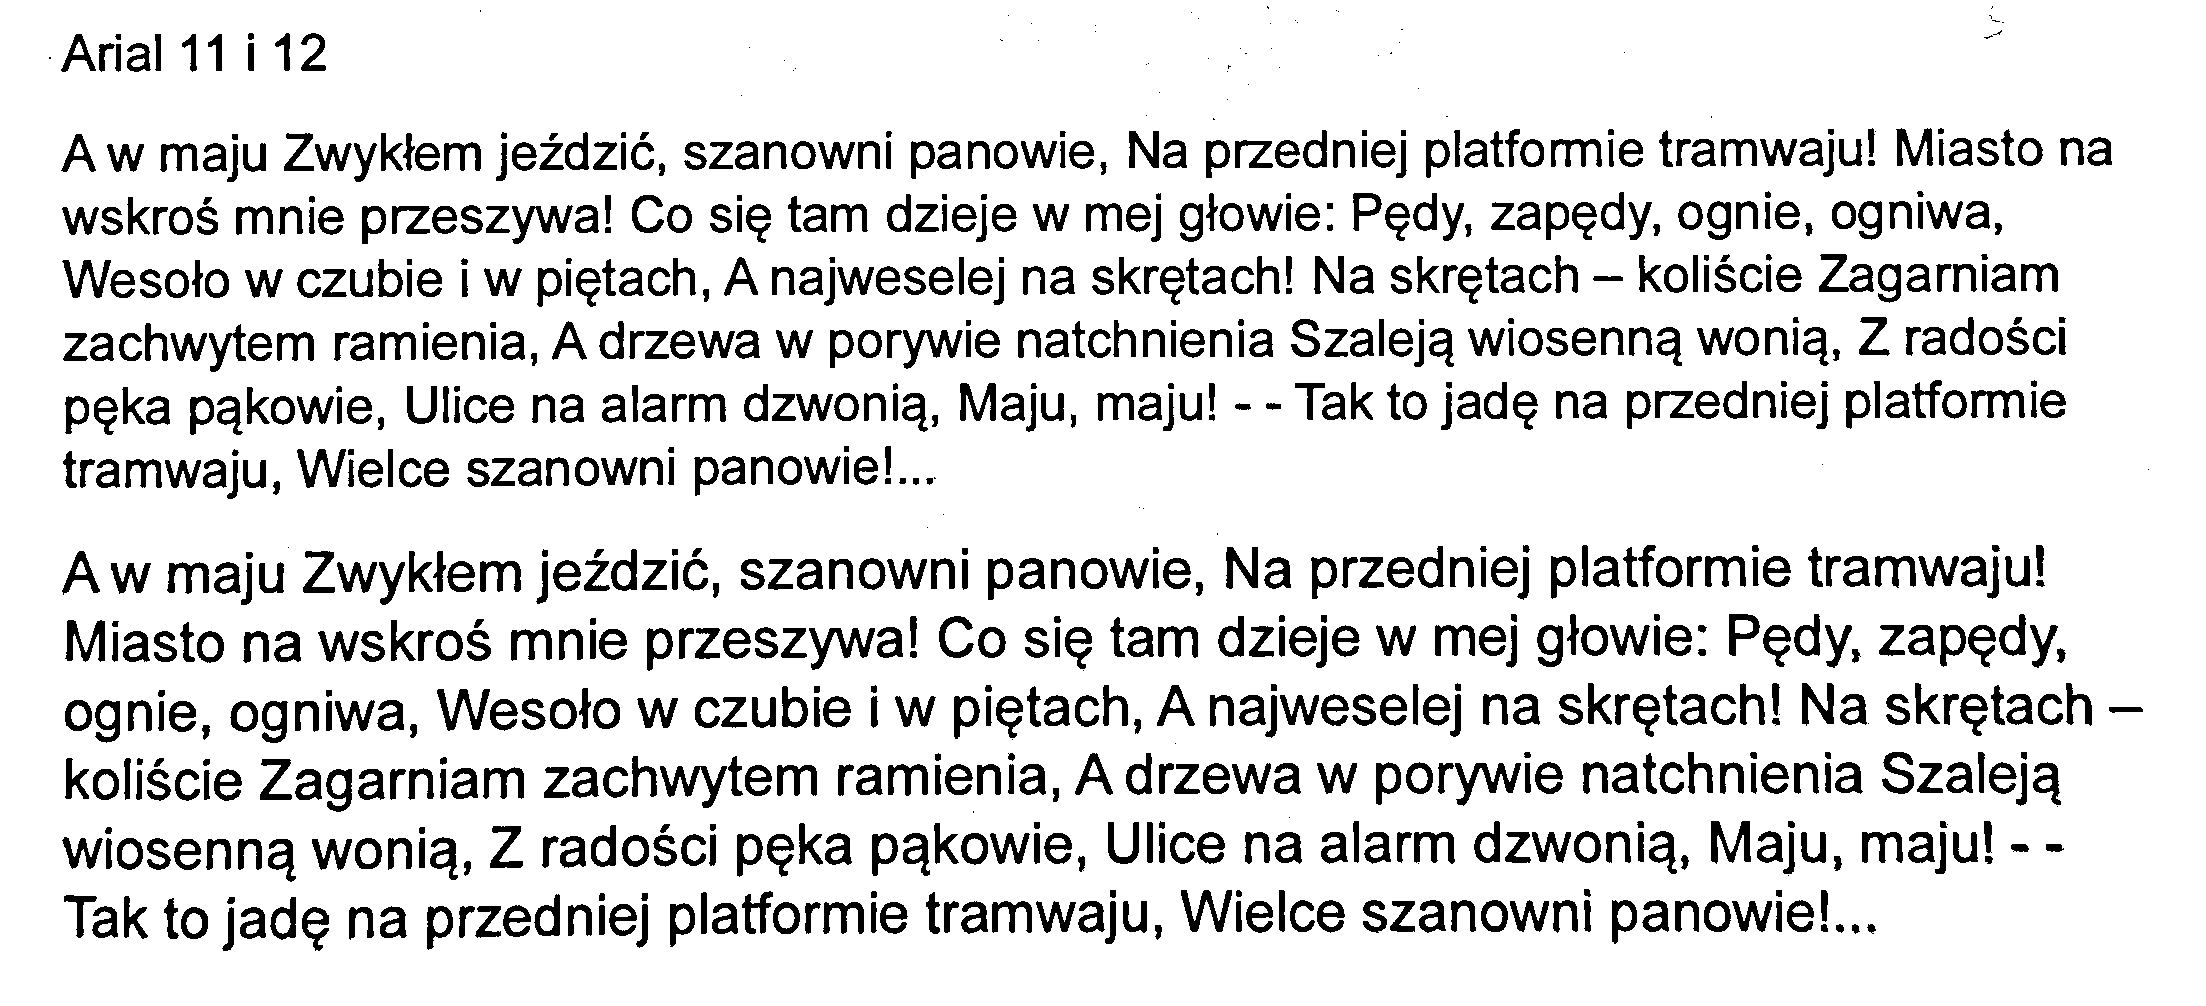 Arial 11 i 12
A w maju Zwykłem jeździć, szanowni panowie, Na przedniej platformie tramwaju! Miasto na
wskroś mnie przeszywa! Co się tam dzieje w mej głowie: Pędy, zapędy, ognie, ogniwa,
Wesoło w czubie i w piętach, A najweselej na skrętach! Na skrętach – koliście Zagarniam
zachwytem ramienia, A drzewa w porywie natchnienia Szaleją wiosenną wonią, Z radości
pęka pąkowie, Ulice na alarm dzwonią, Maju, maju! - - Tak to jadę na przedniej platformie
tramwaju, Wielce szanowni panowie!...
A w maju Zwykłem jeździć, szanowni panowie, Na przedniej platformie tramwaju!
Miasto na wskroś mnie przeszywa! Co się tam dzieje w mej głowie: Pędy, zapędy,
ognie, ogniwa, Wesoło w czubie i w piętach, A najweselej na skrętach! Na skrętach –
koliście Zagarniam zachwytem ramienia, A drzewa w porywie natchnienia Szaleją
wiosenną wonią, Z radości pęka pąkowie, Ulice na alarm dzwonią, Maju, maju! - -
Tak to jadę na przedniej platformie tramwaju, Wielce szanowni panowie!...